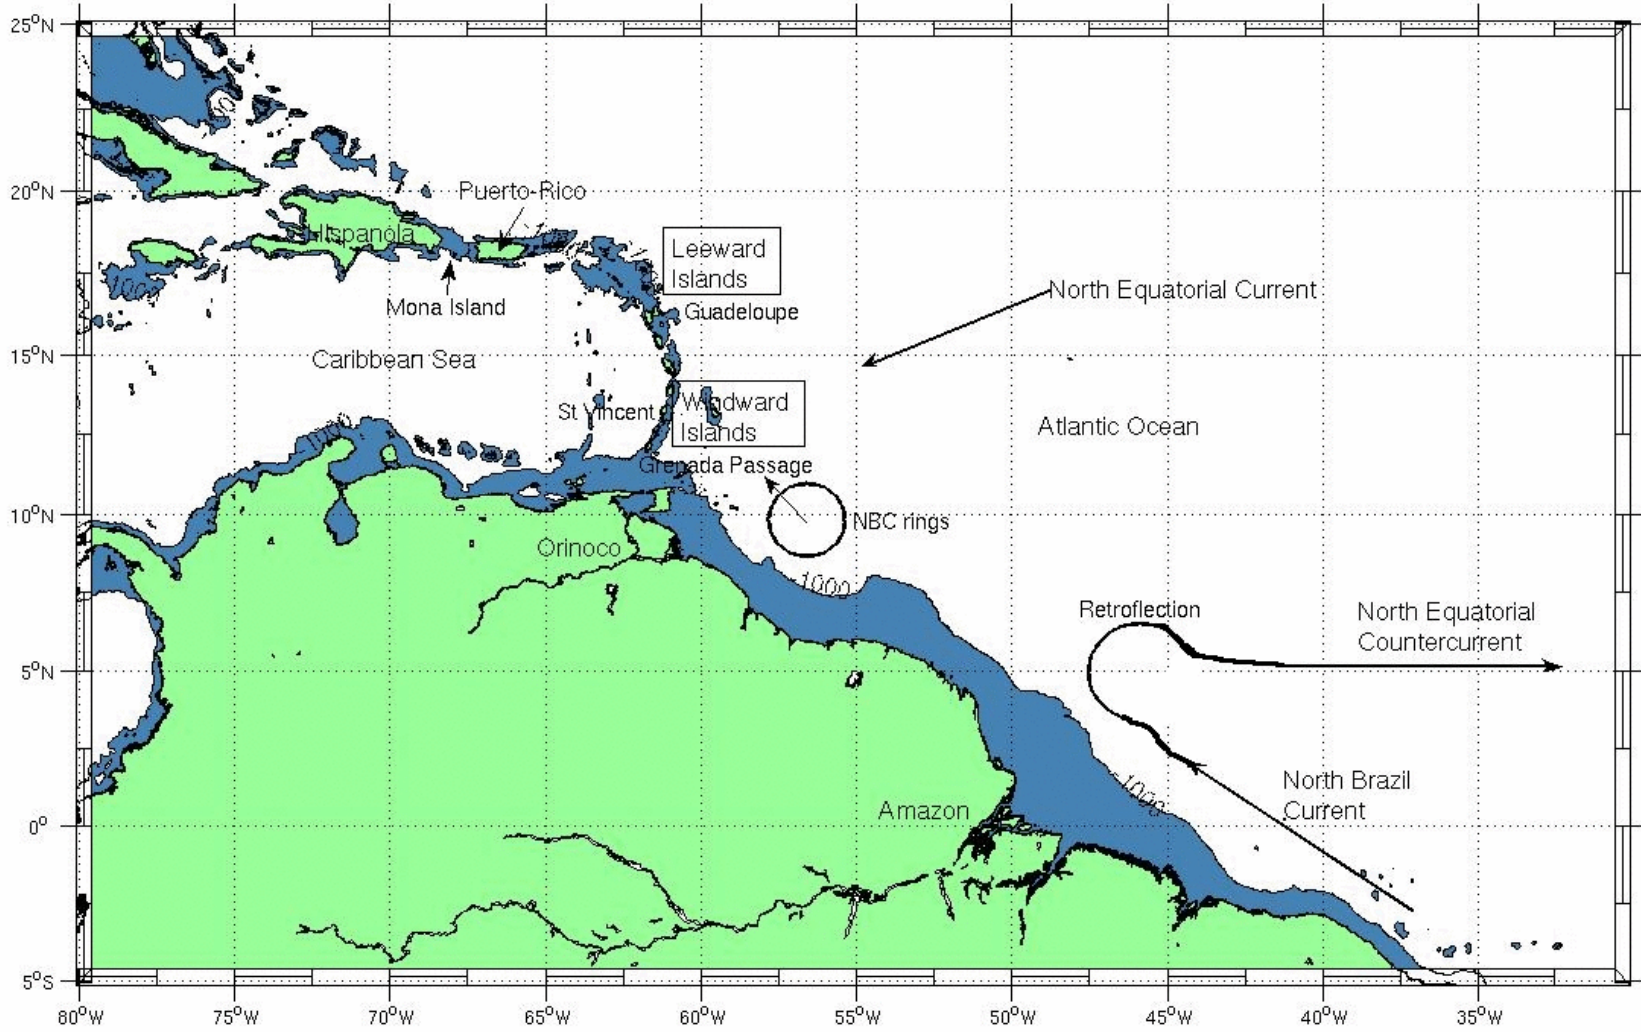 25°N
20°N
Puerto-Rico
Hispanola
Leeward
Islands
1000
North Equatorial Current
Mona Island
Guadeloupe
15°N
Caribbean Sea
Windward
Islands
St Vincent
1000
Atlantic Ocean
Grenada Passage
10°N
NBC rings
Orinoco
1000
Retroflection
North Equatorial
Countercurrent
5°N
North Brazil
Current
1000
Amazon
0°
5°S
80°W
75°W
70°W
65°W
60°W
55°W
50°W
45°W
40°W
35°W